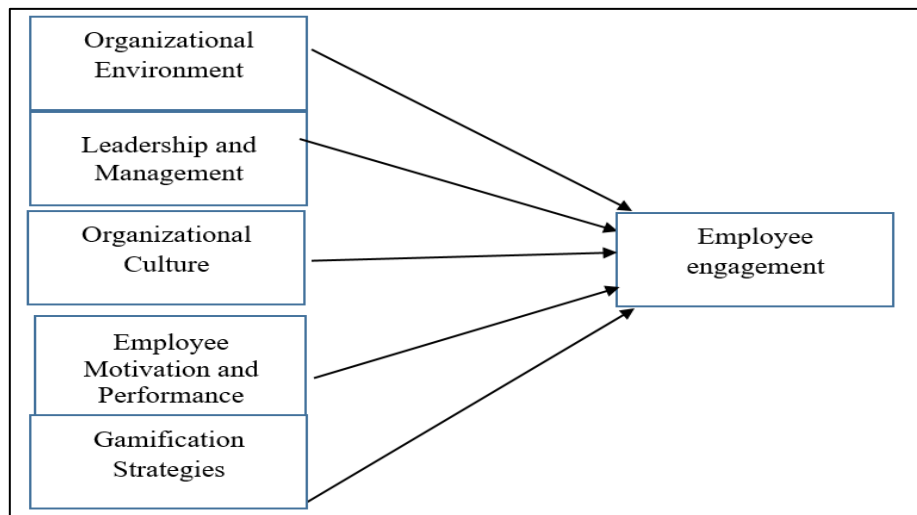 Organizational
Environment
Leadership and
Management
Organizational
Culture
Employee
Motivation and
Performance
Gamification
Strategies
Employee
engagement